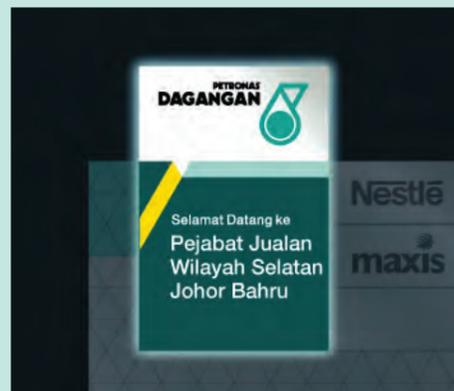 PETRONAS
DAGANGAN
Selamat Datang ke
Pejabat Jualan
Wilayah Selatan
Johor Bahru
Nestlé
maxis